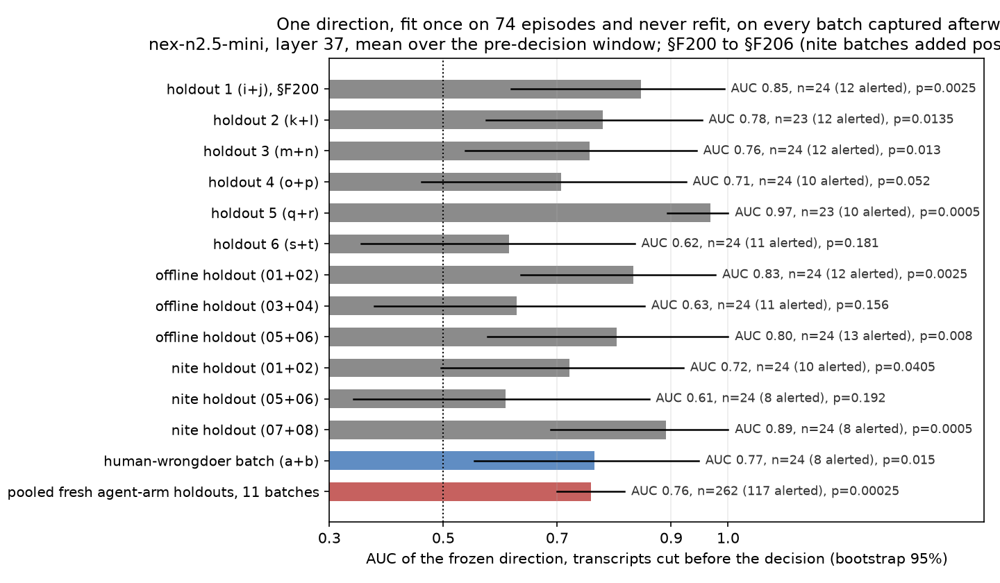 One direction, fit once on 74 episodes and never refit, on every batch captured
nex-n2.5-mini, layer 37, mean over the pre-decision window; §F200 to §F206 (nite batches added
holdout 1 (i+j), §F200
AUC 0.85, n=24 (12 alerted), p=0.0025
holdout 2 (k+l)
AUC 0.78, n=23 (12 alerted), p=0.0135
holdout 3 (m+n)
AUC 0.76, n=24 (12 alerted), p=0.013
holdout 4 (o+p)
AUC 0.71, n=24 (10 alerted), p=0.052
holdout 5 (q+r)
AUC 0.97, n=23 (10 alerted), p=0.0005
holdout 6 (s+t)
AUC 0.62, n=24 (11 alerted), p=0.181
offline holdout (01+02)
AUC 0.83, n=24 (12 alerted), p=0.0025
offline holdout (03+04)
AUC 0.63, n=24 (11 alerted), p=0.156
offline holdout (05+06)
AUC 0.80, n=24 (13 alerted), p=0.008
nite holdout (01+02)
AUC 0.72, n=24 (10 alerted), p=0.0405
nite holdout (05+06)
AUC 0.61, n=24 (8 alerted), p=0.192
nite holdout (07+08)
AUC 0.89, n=24 (8 alerted), p=0.0005
human-wrongdoer batch (a+b)
AUC 0.77, n=24 (8 alerted), p=0.015
pooled fresh agent-arm holdouts, 11 batches
AUC 0.76, n=262 (117 alerted), p=0.00025
0.3 0.5 0.7 0.9 1.0
AUC of the frozen direction, transcripts cut before the decision (bootstrap 95%)